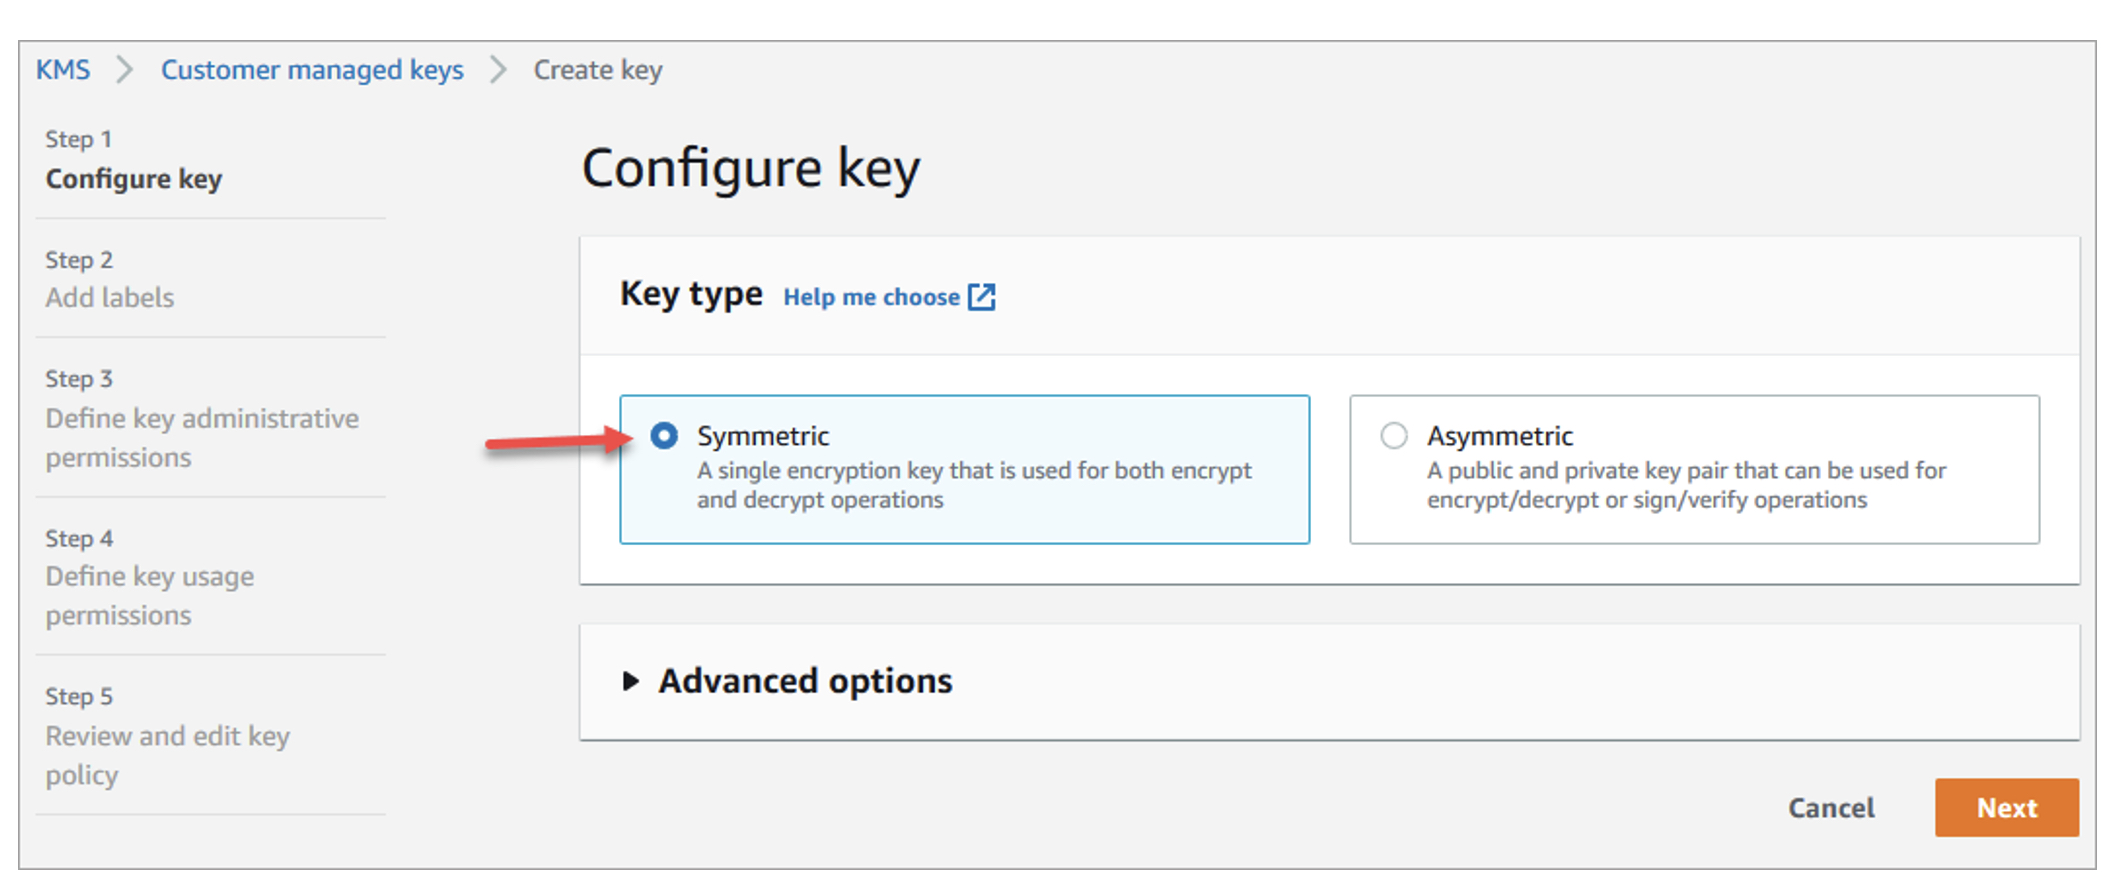 KMS > Customer managed keys > Create key
Step 1
Configure key
Step 2
Add labels
Step 3
Define key administrative
permissions
Step 4
Define key usage
permissions
Step 5
Review and edit key
policy
Configure key
Key type Help me choose
Symmetric
A single encryption key that is used for both encrypt
and decrypt operations
Asymmetric
A public and private key pair that can be used for
encrypt/decrypt or sign/verify operations
Advanced options
Cancel
Next